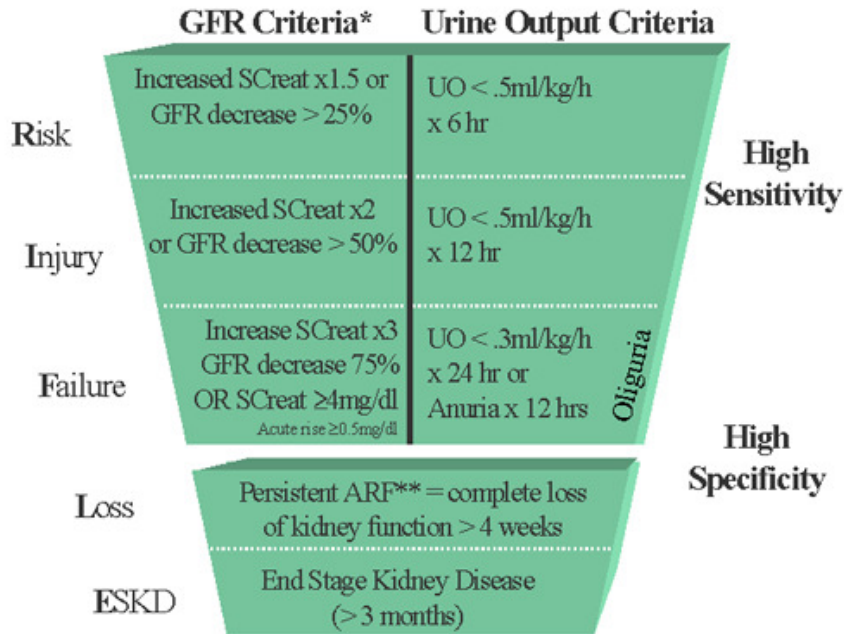 GFR Criteria* Urine Output Criteria
Risk
Increased SCreat x1.5 or
GFR decrease > 25%
UO < .5ml/kg/h
x 6 hr
High
Sensitivity
Injury
Increased SCreat x2
or GFR decrease > 50%
UO < .5ml/kg/h
x 12 hr
Failure
Increase SCreat x3
GFR decrease 75%
OR SCreat ≥4mg/dl
Acute rise ≥0.5mg/dl
UO < .3ml/kg/h
x 24 hr or
Anuria x 12 hrs
Oliguria
High
Specificity
Loss
Persistent ARF** = complete loss
of kidney function > 4 weeks
ESKD
End Stage Kidney Disease
(> 3 months)